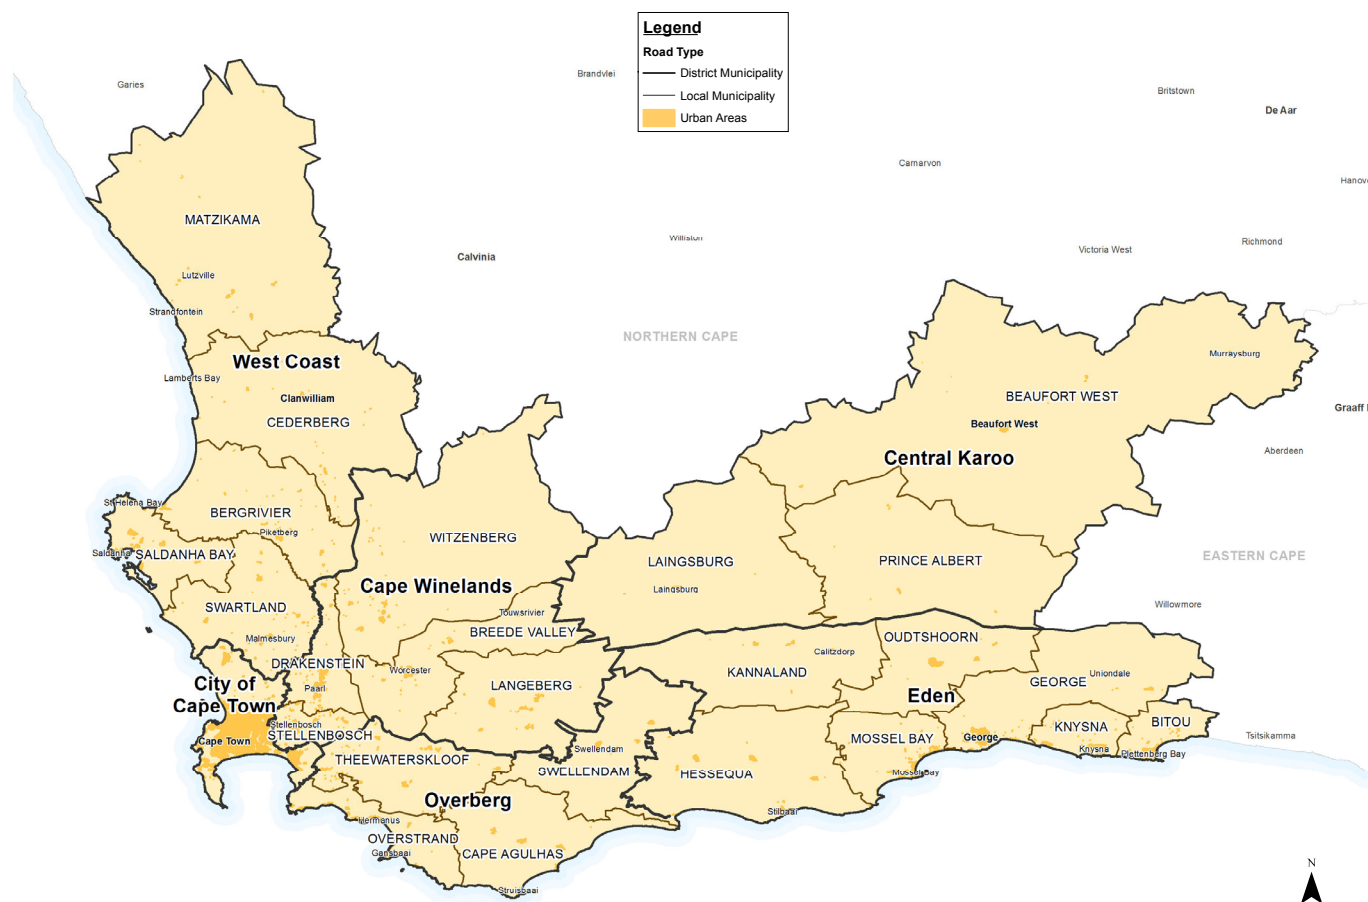 Legend
Road Type
District Municipality
Local Municipality
Urban Areas
Garies
Brandvlei
Britstown
De Aar
Carnarvon
Hanov
MATZIKAMA
Williston
Calvinia
Victoria West
Richmond
Lutzville
Strandfontein
NORTHERN CAPE
West Coast
Murraysburg
Lamberts Bay
Clanwilliam
CEDERBERG
BEAUFORT WEST
Beaufort West
Graaff
Central Karoo
Aberdeen
St Helena Bay
BERGRIVIER
Piketberg
WITZENBERG
Saldanha
SALDANHA BAY
LAINGSBURG
PRINCE ALBERT
EASTERN CAPE
Cape Winelands
Laingsburg
SWARTLAND
Touwsrivier
Willowmore
Malmesbury
BREEDE VALLEY
OUDTSHOORN
Calitzdorp
DRAKENSTEIN
Worcester
KANNALAND
Uniondale
City of
Cape Town
Paarl
LANGEBERG
GEORGE
Eden
Stellenbosch
STELLENBOSCH
KNYSNA
BITOU
Cape Town
MOSSEL BAY
George
Tsitsikamma
Swellendam
Knysna
Plettenberg Bay
THEEWATERSKLOOF
SWELLENDAM
HESSEQUA
Mossel Bay
Overberg
Stilbaai
Hermanus
OVERSTRAND
Gansbaai
CAPE AGULHAS
Struisbaai
N